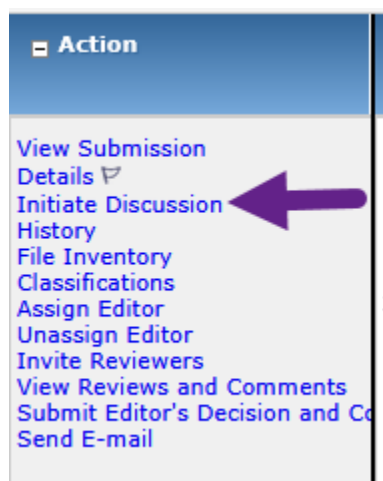 Action
View Submission
Details
Initiate Discussion
History
File Inventory
Classifications
Assign Editor
Unassign Editor
Invite Reviewers
View Reviews and Comments
Submit Editor's Decision and Co
Send E-mail